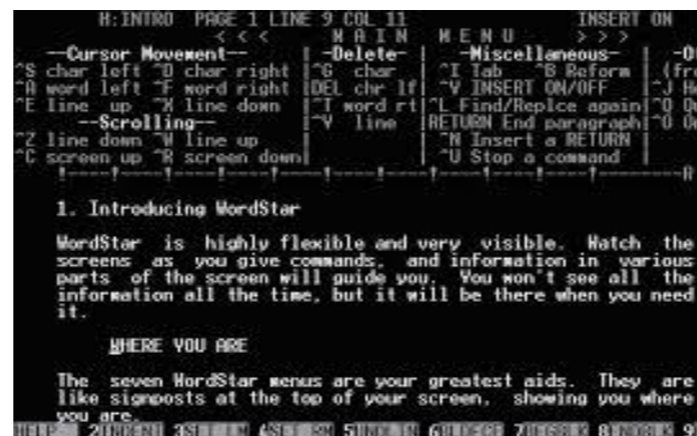 H:INTRO PAGE 1 LINE 9 COL 11 INSERT ON
< < < M A I N M E N U > > >
--Cursor Movement-- | -Delete- | -Miscellaneous- |
^S char left ^D char right |^G char | ^I Tab ^B Reform |
^A word left ^F word right |DEL chr lf| ^V INSERT ON/OFF |
^E line up ^X line down |^T word rt|^L Find/Replce again|
--Scrolling-- |^Y line |RETURN End paragraph|
^Z line down ^W line up | | ^N Insert a RETURN |
^C screen up ^R screen down| | ^U Stop a command |
1. Introducing WordStar
WordStar is highly flexible and very visible. Watch the
screens as you give commands, and information in various
parts of the screen will guide you. You won't see all the
information all the time, but it will be there when you need
it.
WHERE YOU ARE
The seven WordStar menus are your greatest aids. They are
like signposts at the top of your screen, showing you where
you are.